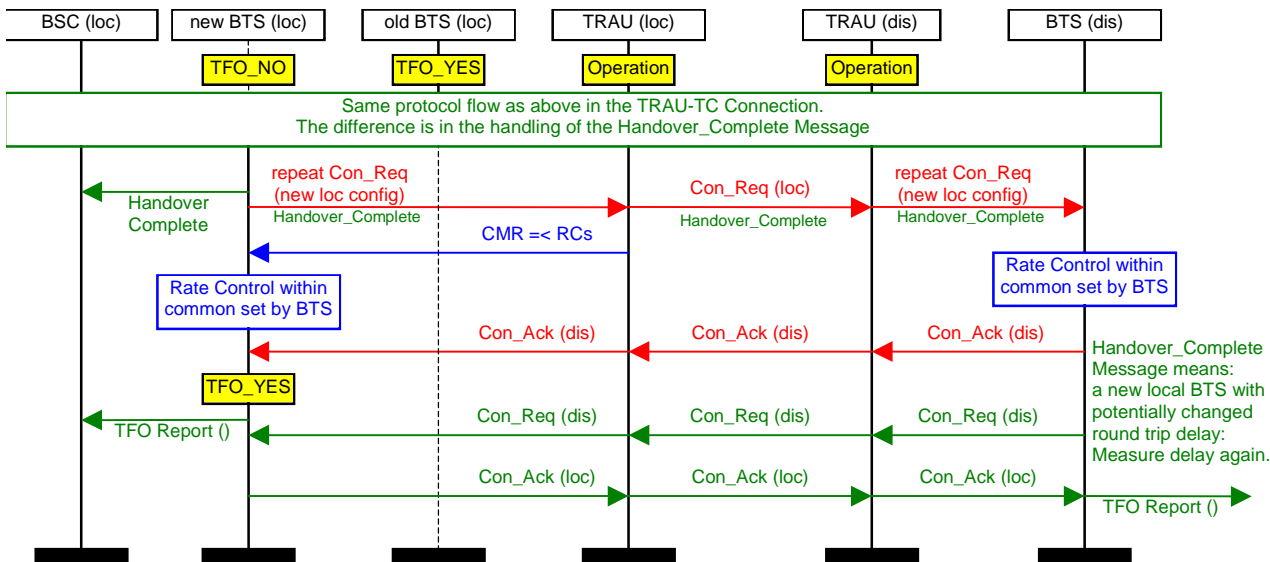 BSC (loc) new BTS (loc) old BTS (loc) TRAU (loc) TRAU (dis) BTS (dis)
TFO_NO TFO_YES Operation Operation
Same protocol flow as above in the TRAU-TC Connection.
The difference is in the handling of the Handover_Complete Message
Handover
Complete
repeat Con_Req
(new loc config)
Handover_Complete
Con_Req (loc)
Handover_Complete
repeat Con_Req
(new loc config)
Handover_Complete
CMR =< RCs
Rate Control within
common set by BTS
Rate Control within
common set by BTS
Con_Ack (dis) Con_Ack (dis) Con_Ack (dis)
TFO_YES
Handover_Complete
Message means:
a new local BTS with
potentially changed
round trip delay:
Measure delay again.
TFO Report ()
Con_Req (dis) Con_Req (dis) Con_Req (dis)
Con_Ack (loc) Con_Ack (loc) Con_Ack (loc)
TFO Report ()